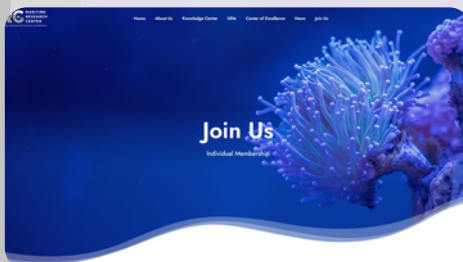 MARITIME
RESEARCH
CENTER
Home About Us Knowledge Center UDA Center of Excellence News Join Us
Join Us
Individual Membership